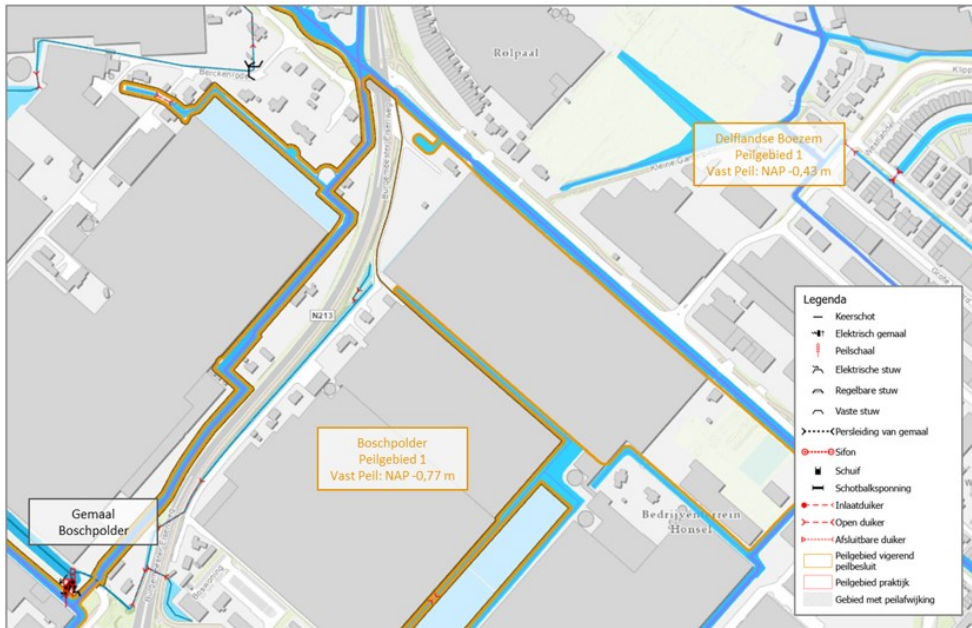 Rolpaal
Berckenrode
Delflandse Boezem
Peilgebied 1
Vast Peil: NAP -0,43 m
N213
Boschpolder
Peilgebied 1
Vast Peil: NAP -0,77 m
Gemaal
Boschpolder
Bedrijventerrein
Honsel
Legenda
Keerschot
Elektrisch gemaal
Peilschaal
Elektrische stuw
Regelbare stuw
Vaste stuw
Persleiding van gemaal
Sifon
Schuif
Schotbalksponning
Inlaatduiker
Open duiker
Afsluitbare duiker
Peilgebied vigerend
peilbesluit
Peilgebied praktijk
Gebied met peilafwijking